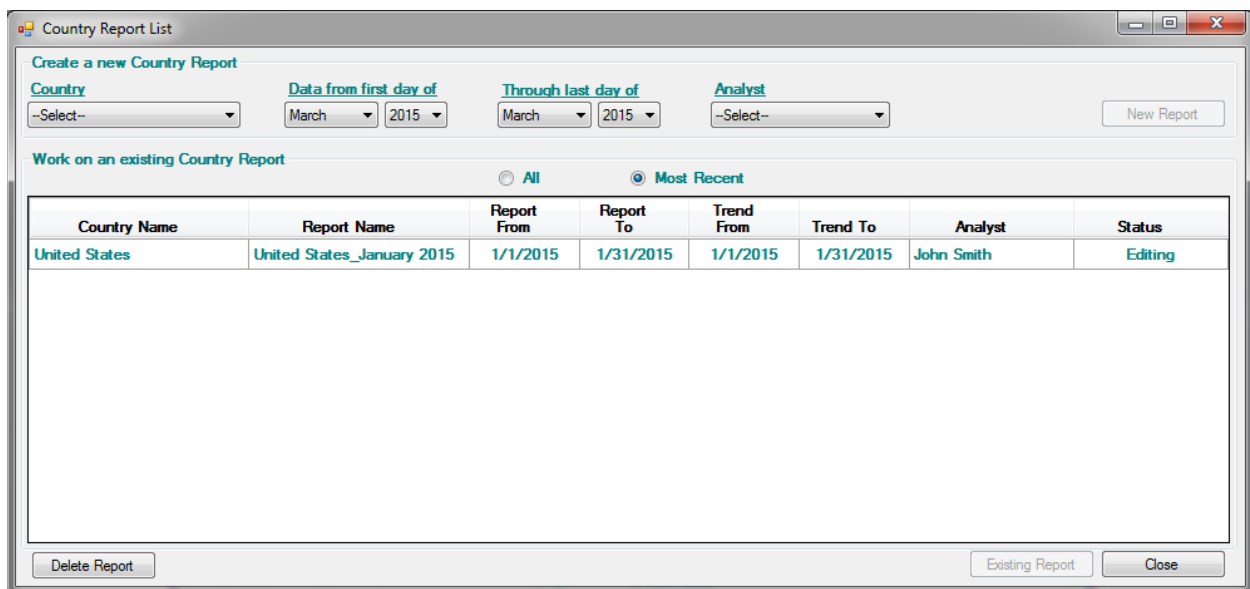 Country Report List
Create a new Country Report
Country Data from first day of Through last day of Analyst
--Select-- March 2015 March 2015 --Select-- New Report
Work on an existing Country Report
All Most Recent
Country Name Report Name Report From Report To Trend From Trend To Analyst Status
United States United States_January 2015 1/1/2015 1/31/2015 1/1/2015 1/31/2015 John Smith Editing
Delete Report Existing Report Close